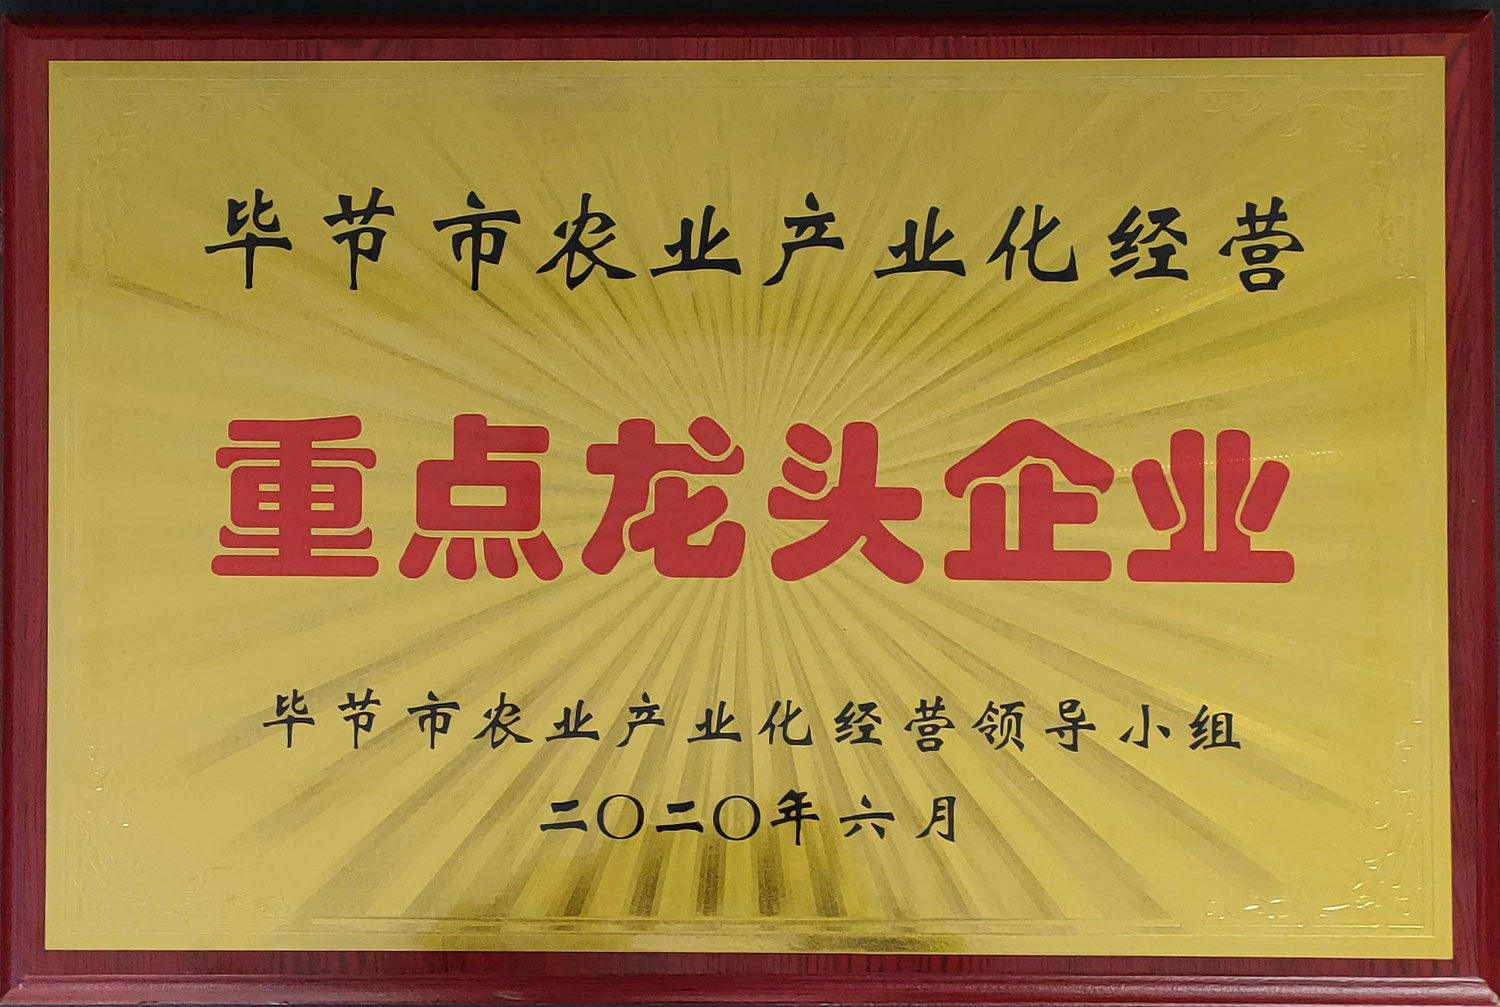 毕节市农业产业化经营
重点龙头企业
毕节市农业产业化经营领导小组
二〇二〇年六月